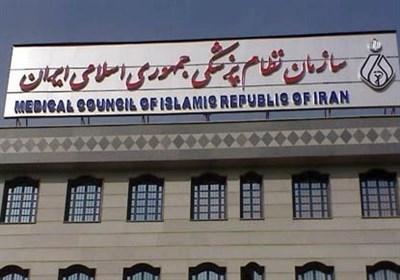 سازمان نظام پزشکی جمهوری اسلامی ایران
MEDICAL COUNCIL OF ISLAMIC REPUBLIC OF IRAN